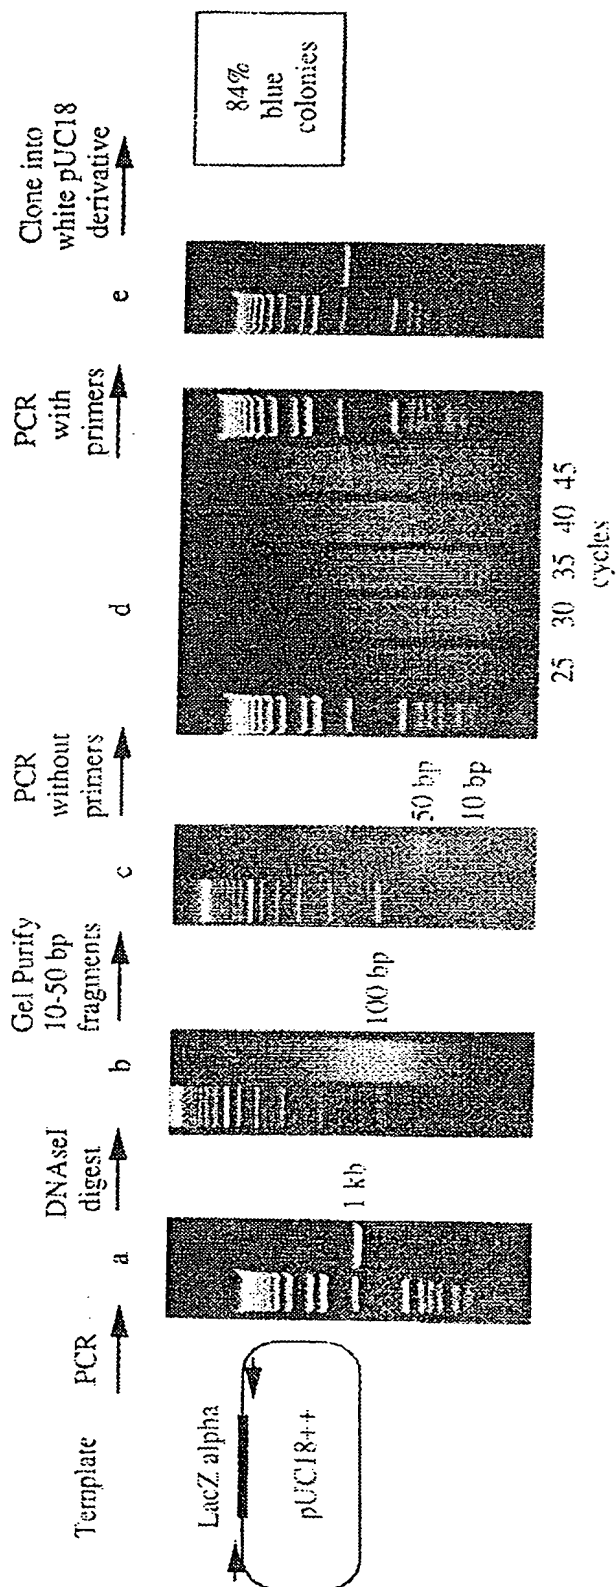 Template
PCR
DNAseI
digest
Gel Purify
10-50 bp
fragments
PCR
without
primers
PCR
with
primers
Clone into
white pUC18
derivative
a
b
c
d
e
LacZ alpha
pUC18++
1 kb
100 bp
50 bp
10 bp
25 30 35 40 45
cycles
84%
blue
colonies